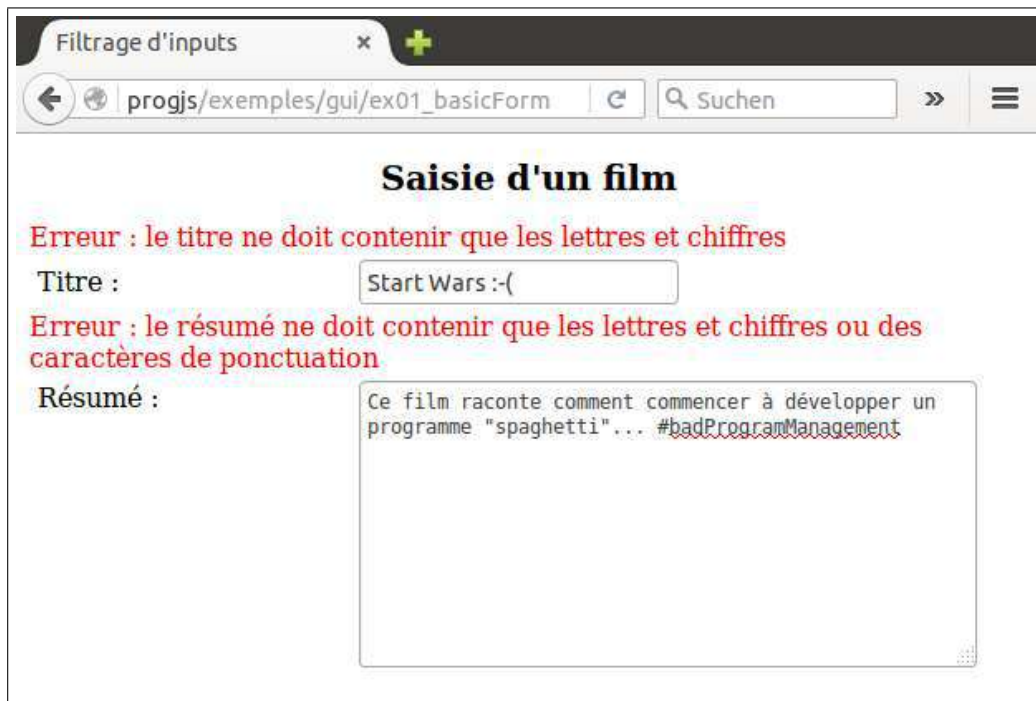 Filtrage d'inputs
progjs/exemples/gui/ex01_basicForm
Suchen
Saisie d'un film
Erreur : le titre ne doit contenir que les lettres et chiffres
Titre :
Start Wars :-(
Erreur : le résumé ne doit contenir que les lettres et chiffres ou des
caractères de ponctuation
Résumé :
Ce film raconte comment commencer à développer un
programme "spaghetti"... #badProgramManagement